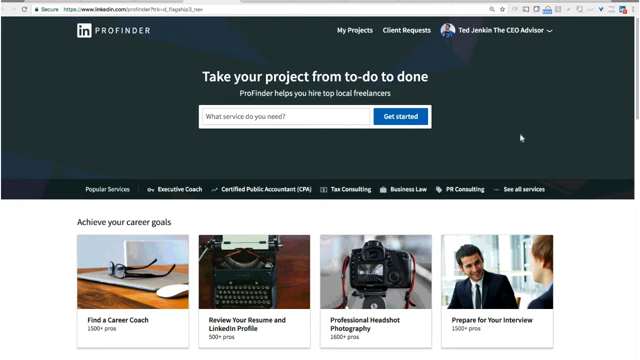 Secure https://www.linkedin.com/profinder?trk=d_flagship3_nav
in PROFINDER
My Projects
Client Requests
Ted Jenkin The CEO Advisor
Take your project from to-do to done
ProFinder helps you hire top local freelancers
What service do you need?
Get started
Popular Services
Executive Coach
Certified Public Accountant (CPA)
Tax Consulting
Business Law
PR Consulting
See all services
Achieve your career goals
Find a Career Coach
1500+ pros
Review Your Resume and
LinkedIn Profile
500+ pros
Professional Headshot
Photography
1600+ pros
Prepare for Your Interview
1500+ pros